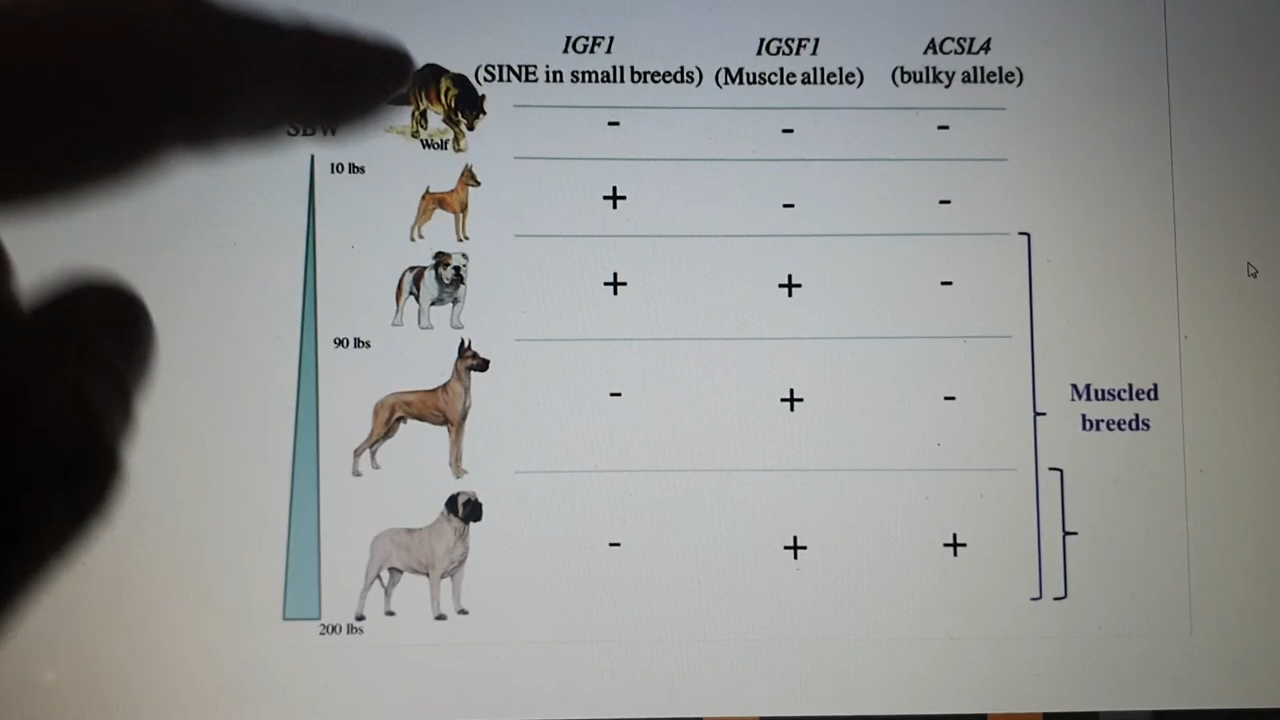 IGF1 IGSF1 ACSL4
(SINE in small breeds) (Muscle allele) (bulky allele)
SBW
Wolf - - -
10 lbs
+ - -
+ + -
90 lbs
- + -
Muscled
breeds
- + +
200 lbs